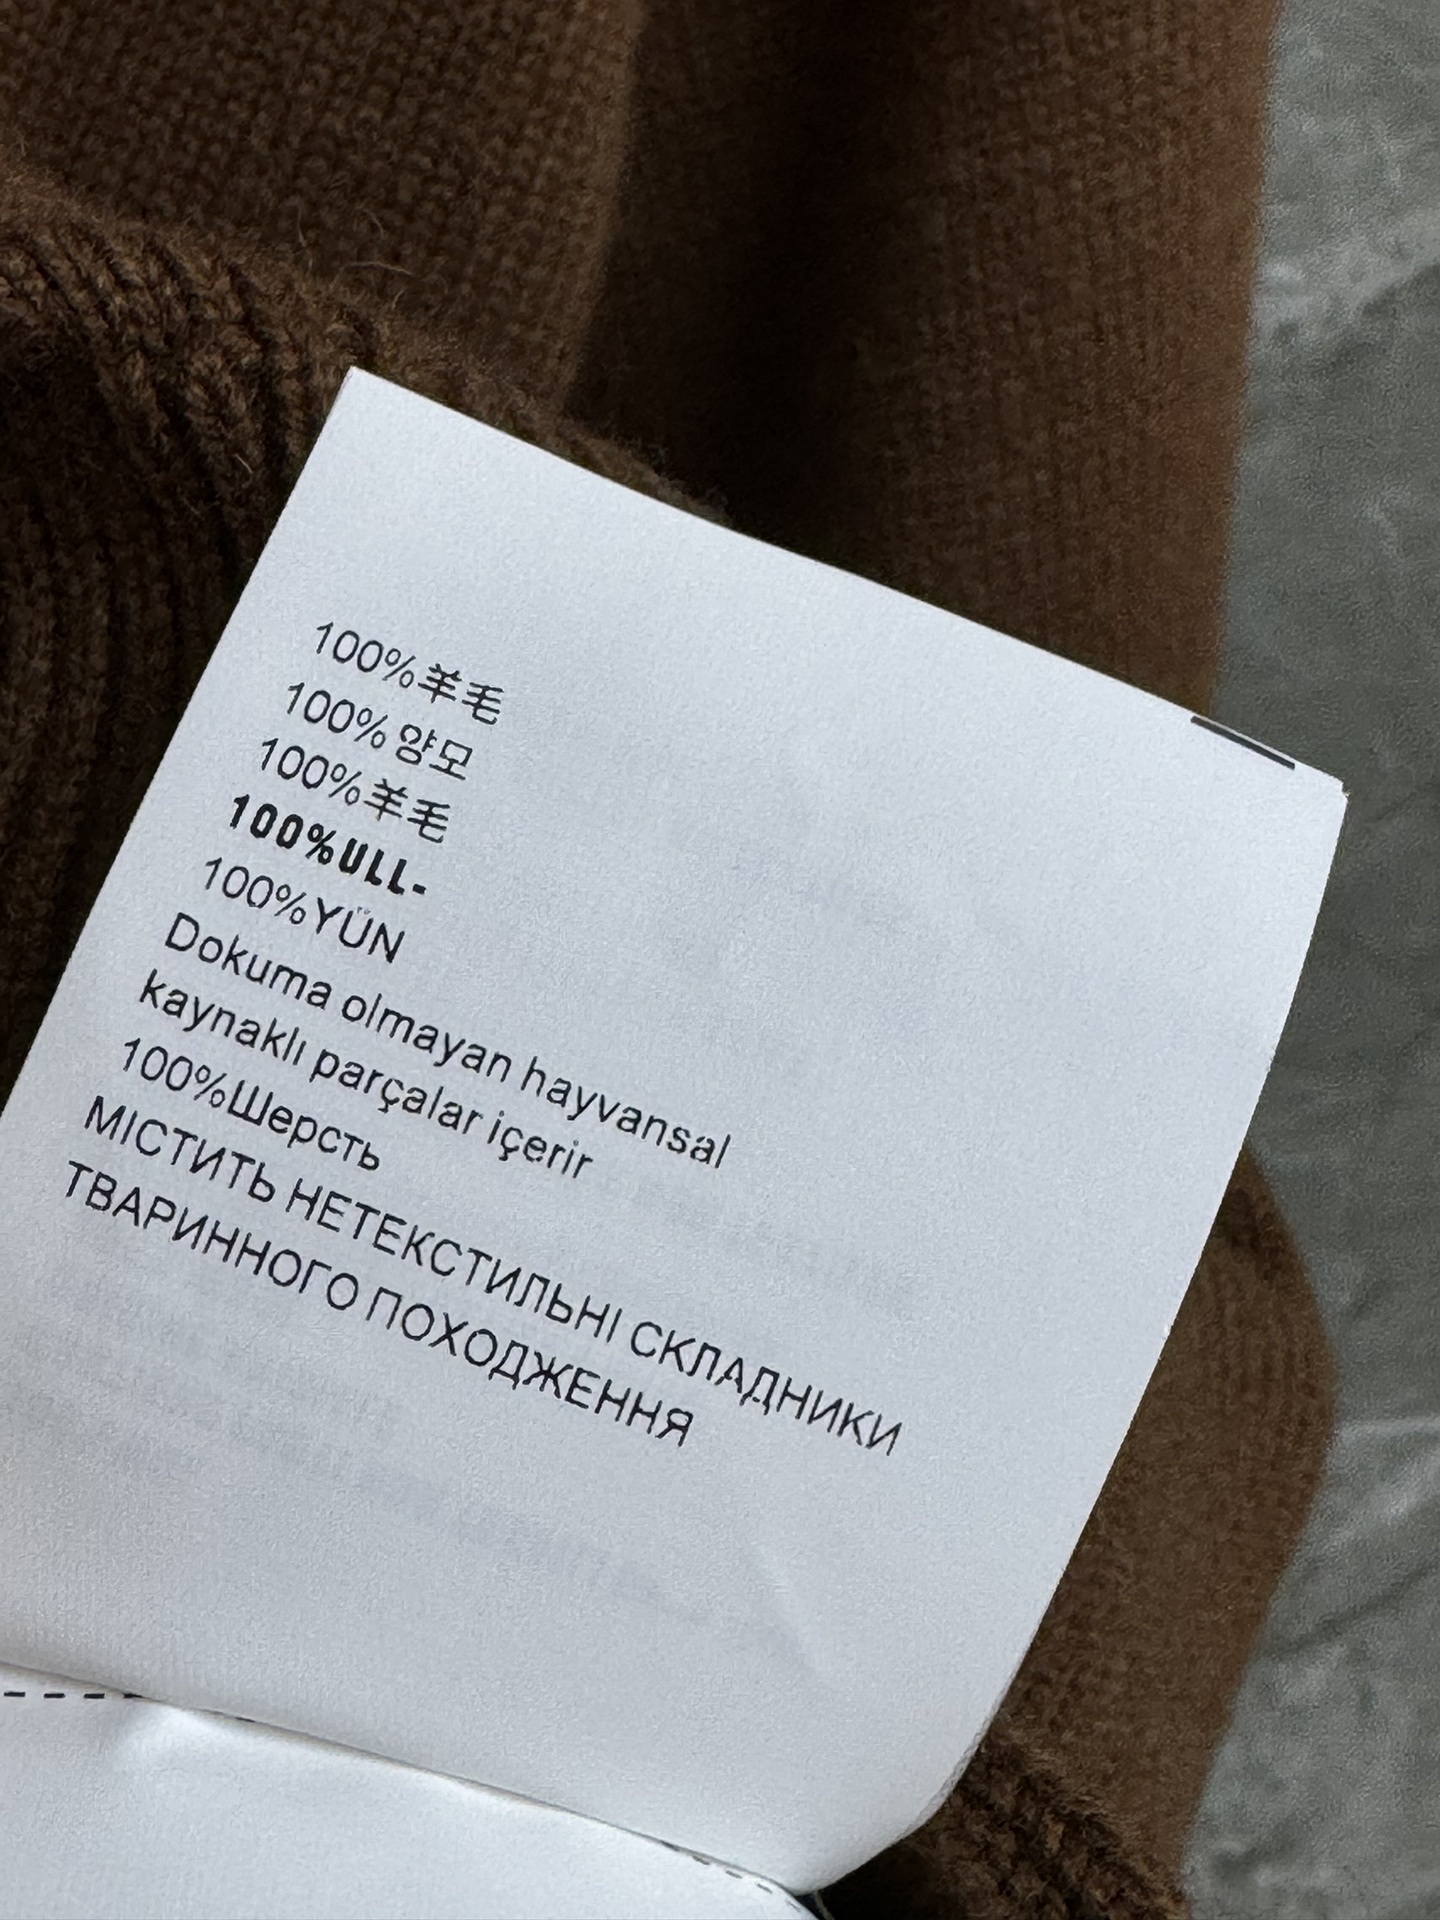 100%羊毛
100%양모
100%羊毛
100%ULL-
100%YÜN
Dokuma olmayan hayvansal
kaynaklı parçalar içerir
100%Шерсть
МІСТИТЬ НЕТЕКСТИЛЬНІ СКЛАДНИКИ
ТВАРИННОГО ПОХОДЖЕННЯ